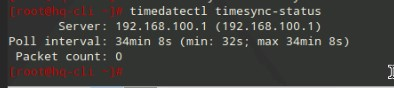 [root@hq-cli ~]# timedatectl timesync-status
Server: 192.168.100.1 (192.168.100.1)
Poll interval: 34min 8s (min: 32s; max 34min 8s)
Packet count: 0
[root@hq-cli ~]#